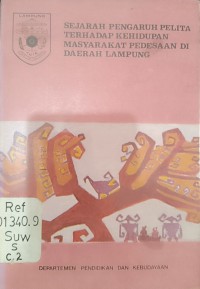 LAMPUNG
SEJARAH PENGARUH PELITA
TERHADAP KEHIDUPAN
MASYARAKAT PEDESAAN DI
DAERAH LAMPUNG
Ref
01340.9
Suw
S
C.2
DEPARTEMEN PENDIDIKAN DAN KEBUDAYAAN